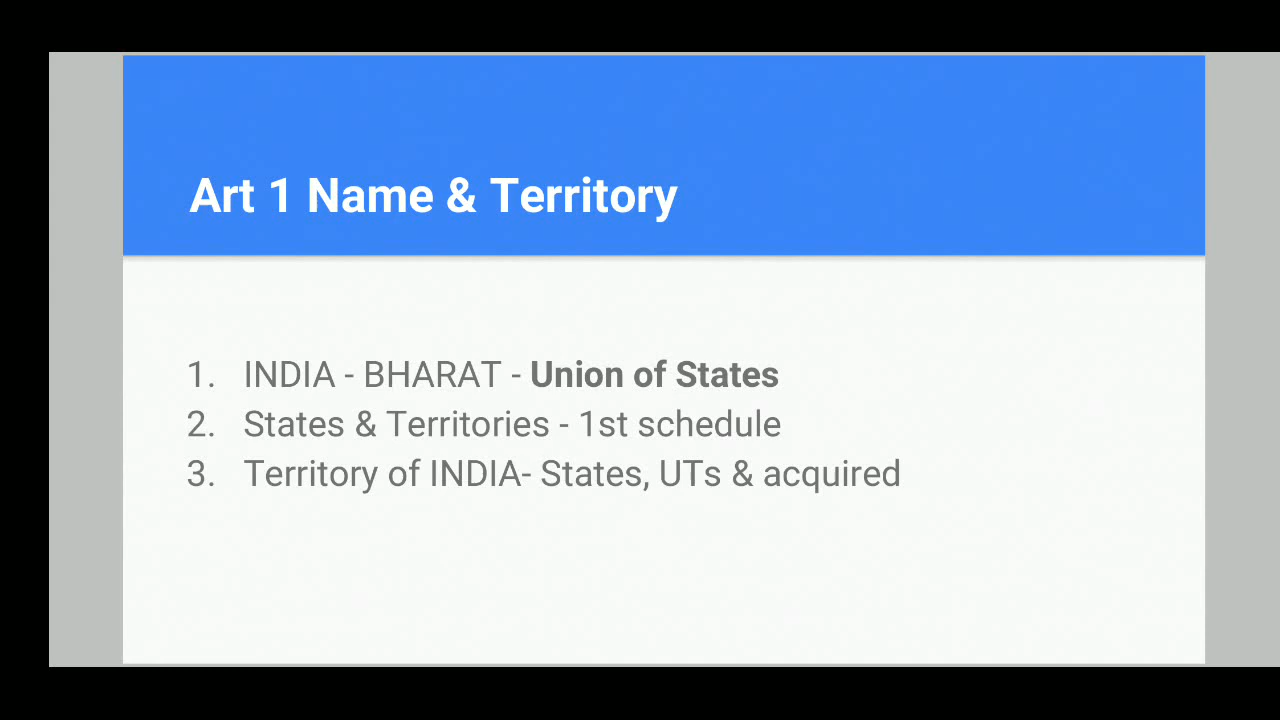 Art 1 Name & Territory
1. INDIA - BHARAT - Union of States
2. States & Territories - 1st schedule
3. Territory of INDIA- States, UTs & acquired